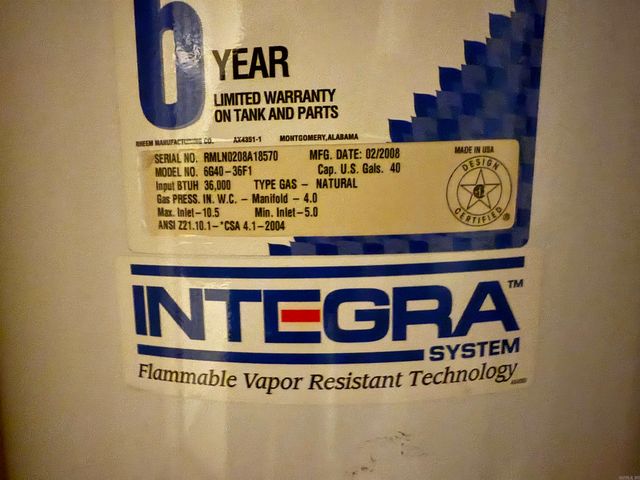 6 YEAR
LIMITED WARRANTY
ON TANK AND PARTS
RHEEM MANUFACTURING CO. AX4351-1 MONTGOMERY, ALABAMA
SERIAL NO. RMLN0208A18570 MFG. DATE: 02/2008
MODEL NO. 6G40-36F1 Cap. U.S. Gals. 40
Input BTUH 36,000 TYPE GAS – NATURAL
Gas PRESS. IN. W.C. – Manifold – 4.0
Max. Inlet – 10.5 Min. Inlet – 5.0
ANSI Z21.10.1–*CSA 4.1–2004
MADE IN USA
DESIGN
CERTIFIED ®
INTEGRA™
SYSTEM
Flammable Vapor Resistant Technology